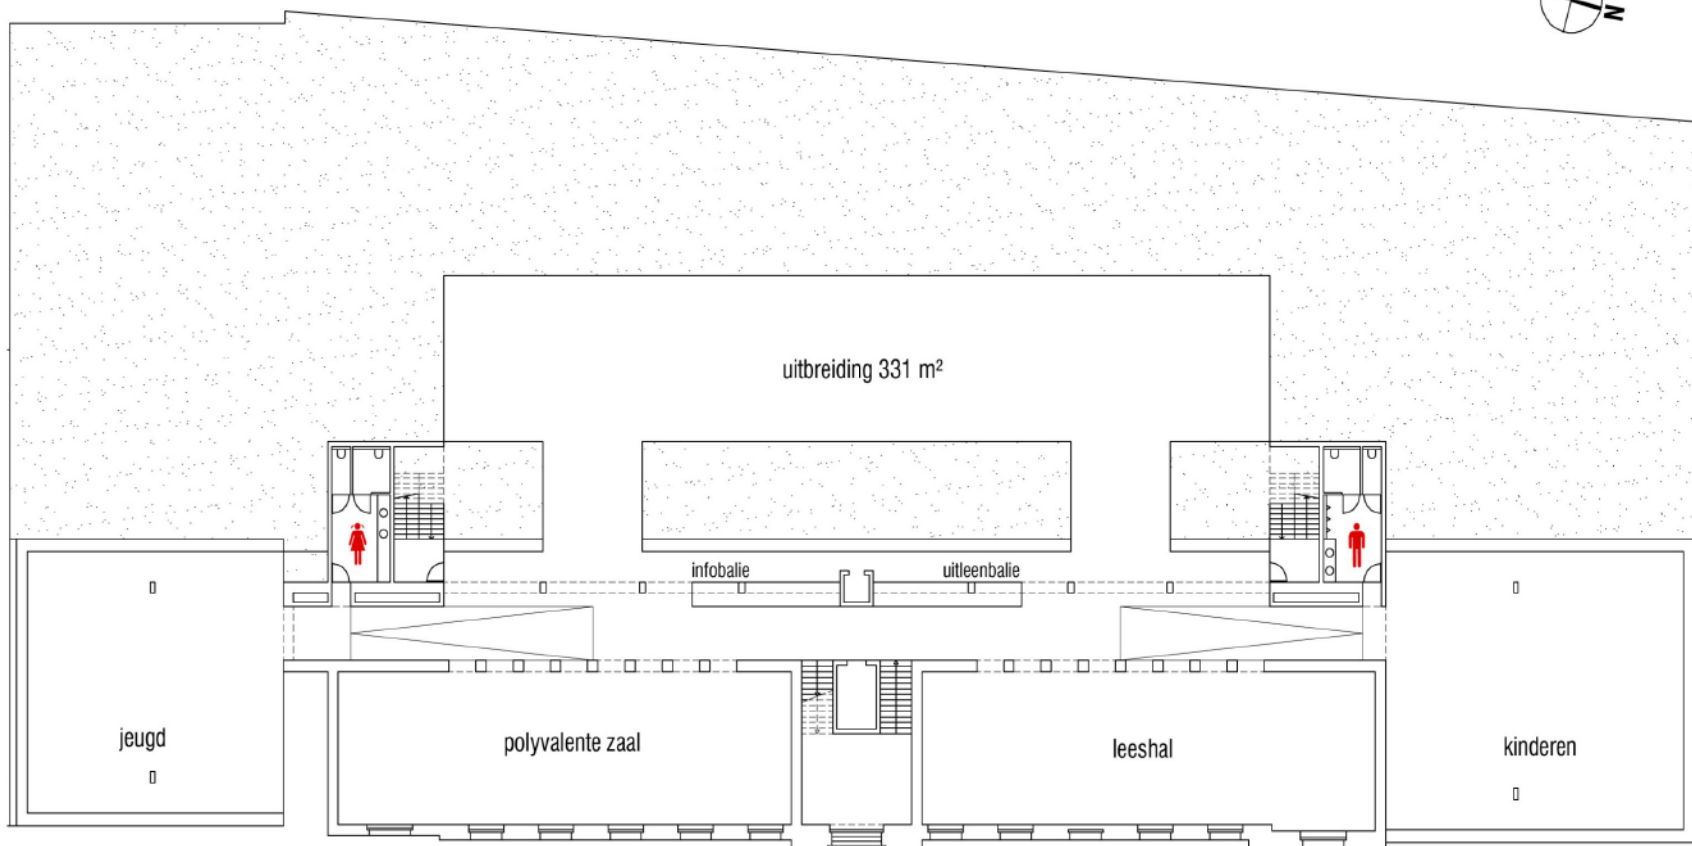 N
uitbreiding 331 m²
infobalie
uitleenbalie
jeugd
polyvalente zaal
leeshal
kinderen